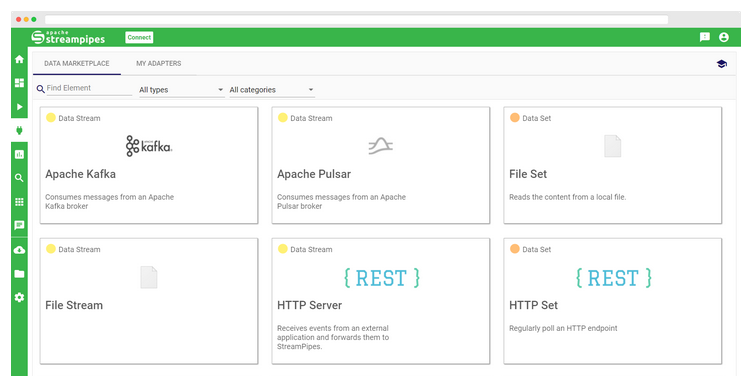 apache
streampipes
Connect
DATA MARKETPLACE
MY ADAPTERS
Find Element
All types
All categories
Data Stream
kafka.
Apache Kafka
Consumes messages from an Apache
Kafka broker
Data Stream
Apache Pulsar
Consumes messages from an Apache
Pulsar broker
Data Set
File Set
Reads the content from a local file.
Data Stream
File Stream
Data Stream
{ REST }
HTTP Server
Receives events from an external
application and forwards them to
StreamPipes.
Data Set
{ REST }
HTTP Set
Regularly poll an HTTP endpoint